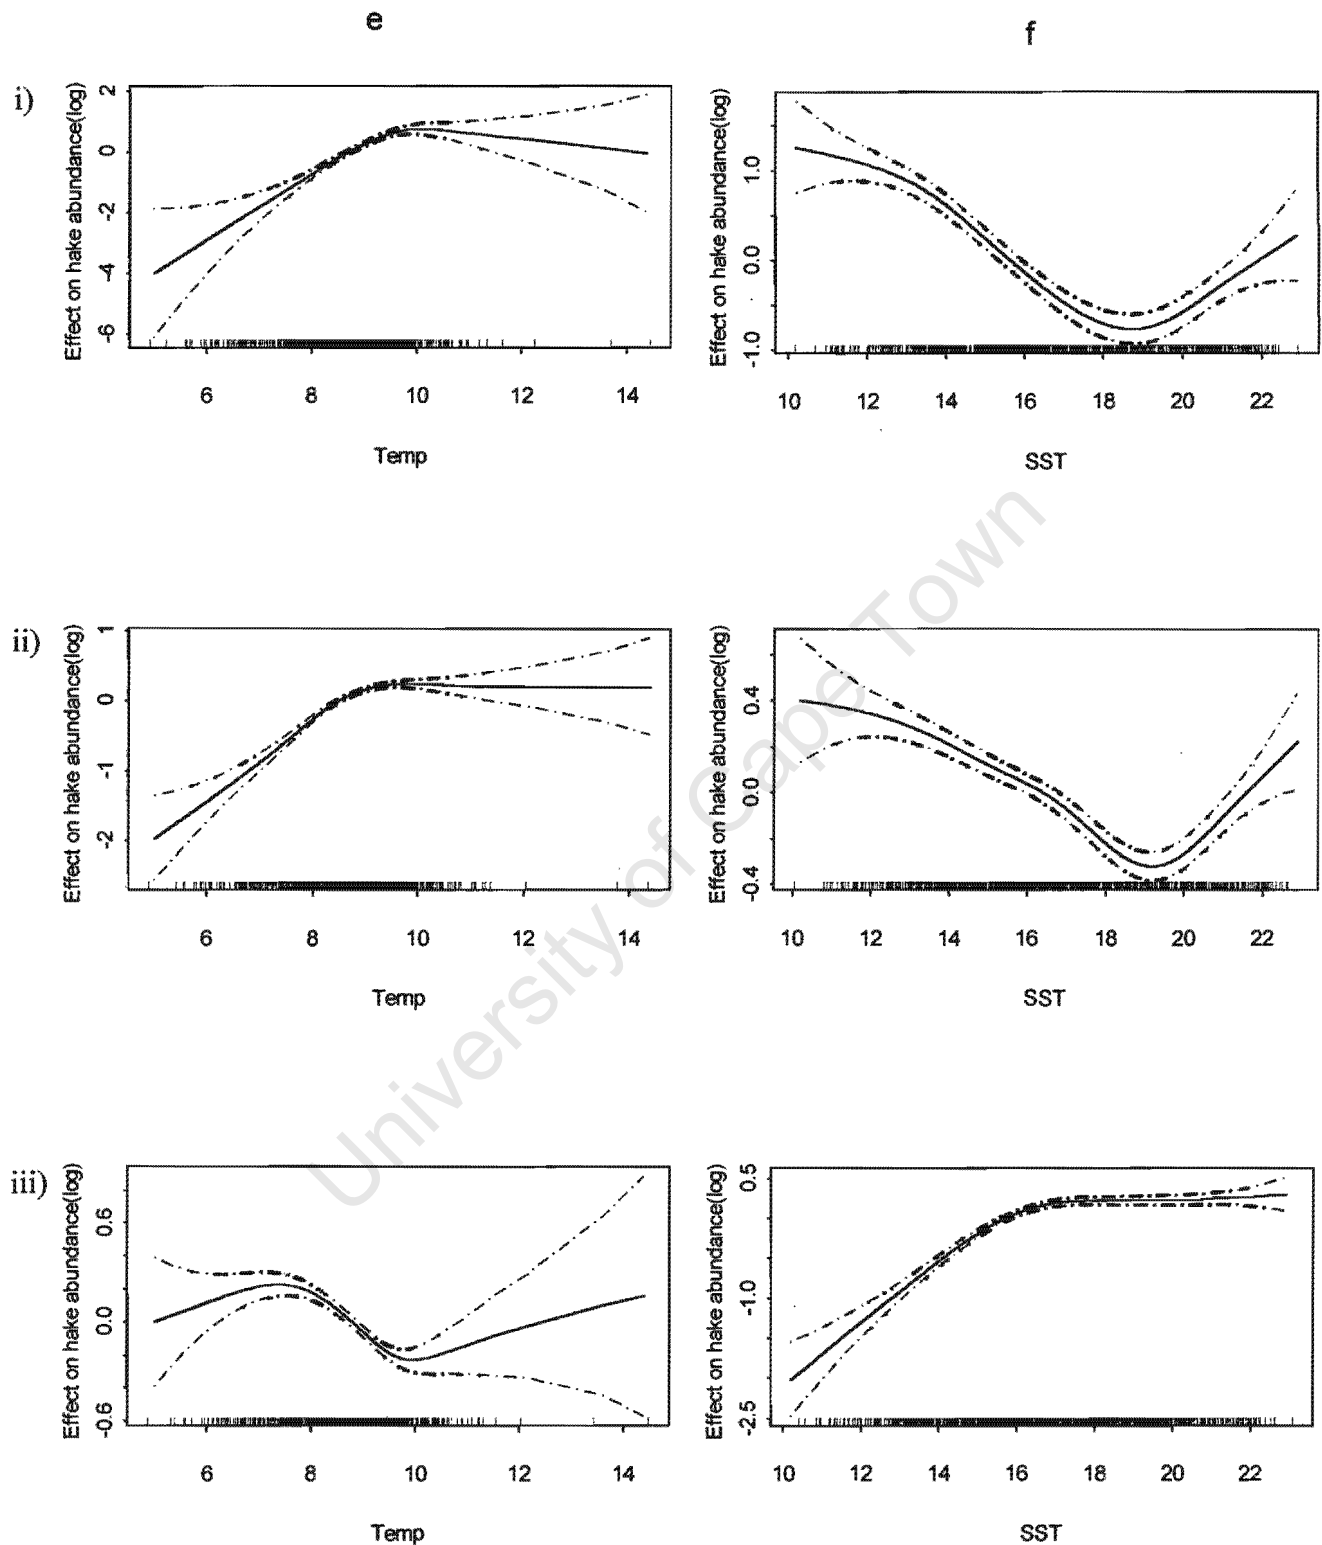 e
f
i)
Effect on hake abundance(log)
2
0
-2
-4
-6
6 8 10 12 14
Temp
Effect on hake abundance(log)
1.0
0.0
-1.0
10 12 14 16 18 20 22
SST
ii)
Effect on hake abundance(log)
1
0
-1
-2
6 8 10 12 14
Temp
Effect on hake abundance(log)
0.4
0.0
-0.4
10 12 14 16 18 20 22
SST
iii)
Effect on hake abundance(log)
0.6
0.0
-0.6
6 8 10 12 14
Temp
Effect on hake abundance(log)
0.5
-1.0
-2.5
10 12 14 16 18 20 22
SST
University of Cape Town